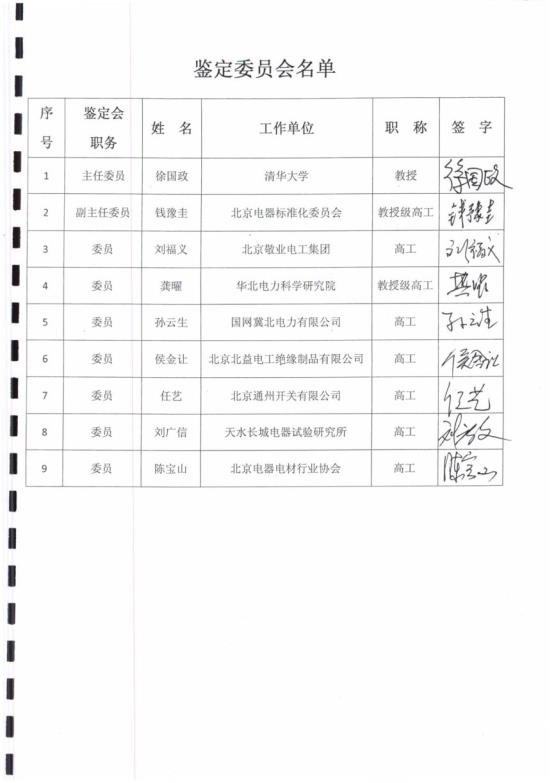 鉴定委员会名单
序号 鉴定会职务 姓 名 工作单位 职 称 签 字
1 主任委员 徐国政 清华大学 教授 徐国政
2 副主任委员 钱豫圭 北京电器标准化委员会 教授级高工 钱豫圭
3 委员 刘福义 北京敬业电工集团 高工 刘福义
4 委员 龚曜 华北电力科学研究院 教授级高工
5 委员 孙云生 国网冀北电力有限公司 高工 孙云生
6 委员 侯金让 北京北益电工绝缘制品有限公司 高工
7 委员 任艺 北京通州开关有限公司 高工 任艺
8 委员 刘广信 天水长城电器试验研究所 高工
9 委员 陈宝山 北京电器电材行业协会 高工 陈宝山